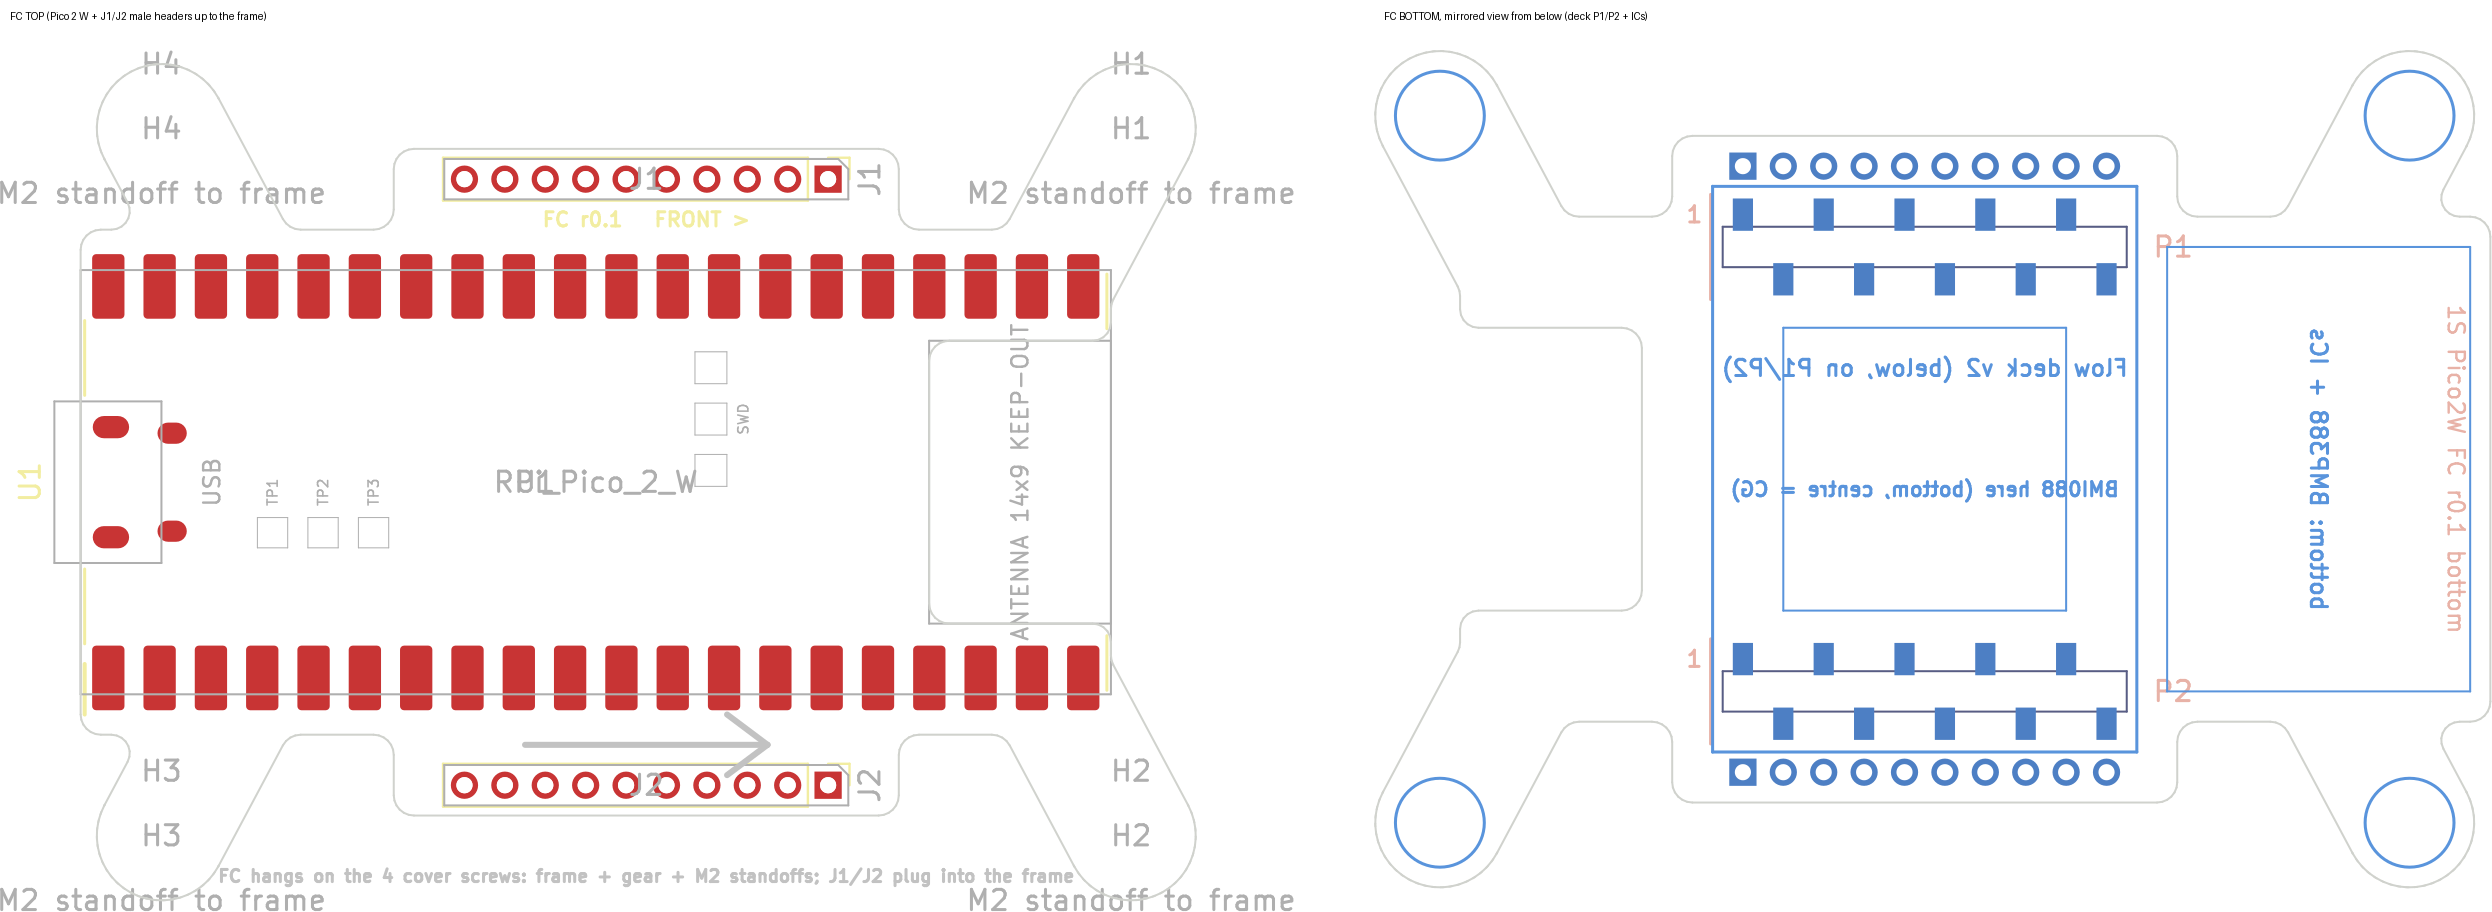 FC TOP (Pico 2 W + J1/J2 male headers up to the frame)
H4
H4
M2 standoff to frame
H1
H1
M2 standoff to frame
J1
J1
FC r0.1 FRONT >
U1
USB
TP1
TP2
TP3
SWD
RPi_Pico_2_W
U1
ANTENNA 14x9 KEEP-OUT
J2
J2
H3
H3
M2 standoff to frame
H2
H2
M2 standoff to frame
FC hangs on the 4 cover screws: frame + gear + M2 standoffs; J1/J2 plug into the frame
FC BOTTOM, mirrored view from below (deck P1/P2 + ICs)
1
P1
Flow deck v2 (below, on P1/P2)
BMI088 here (bottom, centre = CG)
bottom: BMP388 + ICs
1S Pico2W FC r0.1 bottom
1
P2